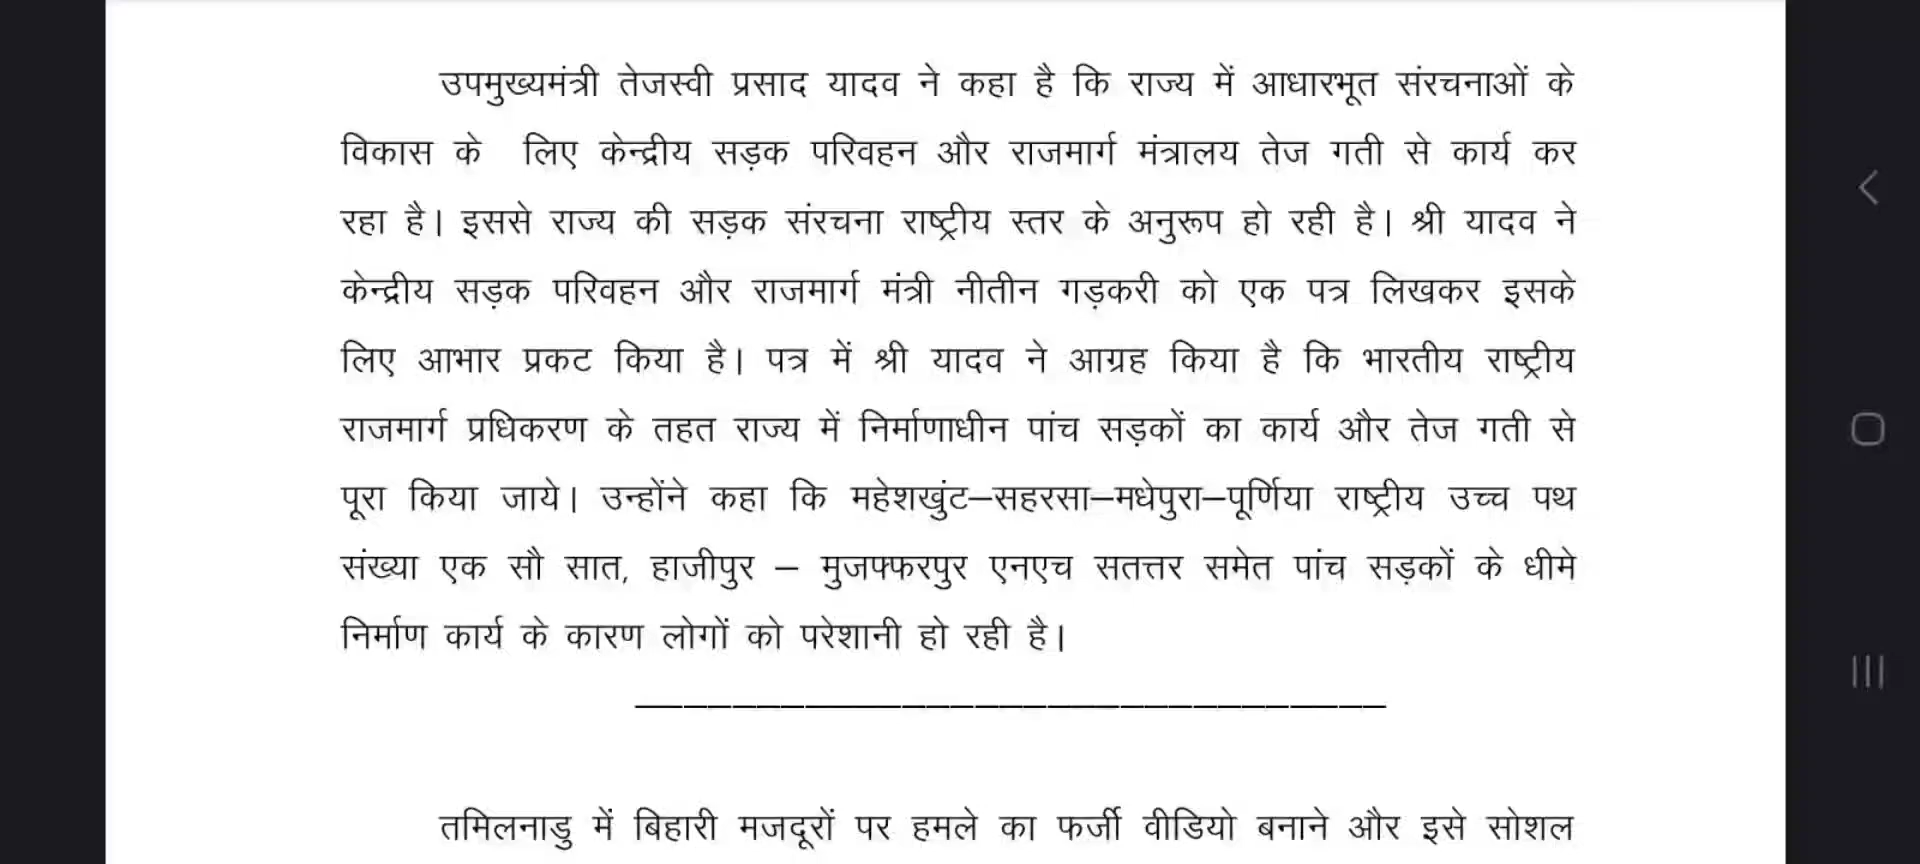 उपमुख्यमंत्री तेजस्वी प्रसाद यादव ने कहा है कि राज्य में आधारभूत संरचनाओं के
विकास के लिए केन्द्रीय सड़क परिवहन और राजमार्ग मंत्रालय तेज गती से कार्य कर
रहा है। इससे राज्य की सड़क संरचना राष्ट्रीय स्तर के अनुरूप हो रही है। श्री यादव ने
केन्द्रीय सड़क परिवहन और राजमार्ग मंत्री नीतीन गड़करी को एक पत्र लिखकर इसके
लिए आभार प्रकट किया है। पत्र में श्री यादव ने आग्रह किया है कि भारतीय राष्ट्रीय
राजमार्ग प्रधिकरण के तहत राज्य में निर्माणाधीन पांच सड़कों का कार्य और तेज गती से
पूरा किया जाये। उन्होंने कहा कि महेशखुंट–सहरसा–मधेपुरा–पूर्णिया राष्ट्रीय उच्च पथ
संख्या एक सौ सात, हाजीपुर – मुजफ्फरपुर एनएच सतत्तर समेत पांच सड़कों के धीमे
निर्माण कार्य के कारण लोगों को परेशानी हो रही है।
तमिलनाडु में बिहारी मजदूरों पर हमले का फर्जी वीडियो बनाने और इसे सोशल